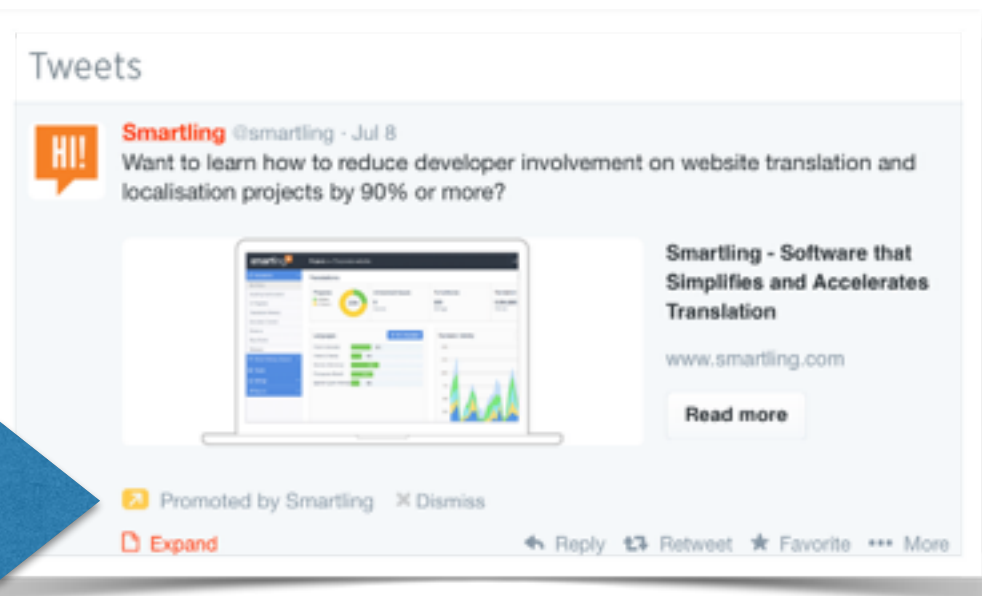 Tweets
HI!
Smartling @smartling · Jul 8
Want to learn how to reduce developer involvement on website translation and
localisation projects by 90% or more?
smartling
Translations
Smartling - Software that
Simplifies and Accelerates
Translation
www.smartling.com
Read more
Promoted by Smartling × Dismiss
Expand Reply Retweet Favorite ••• More